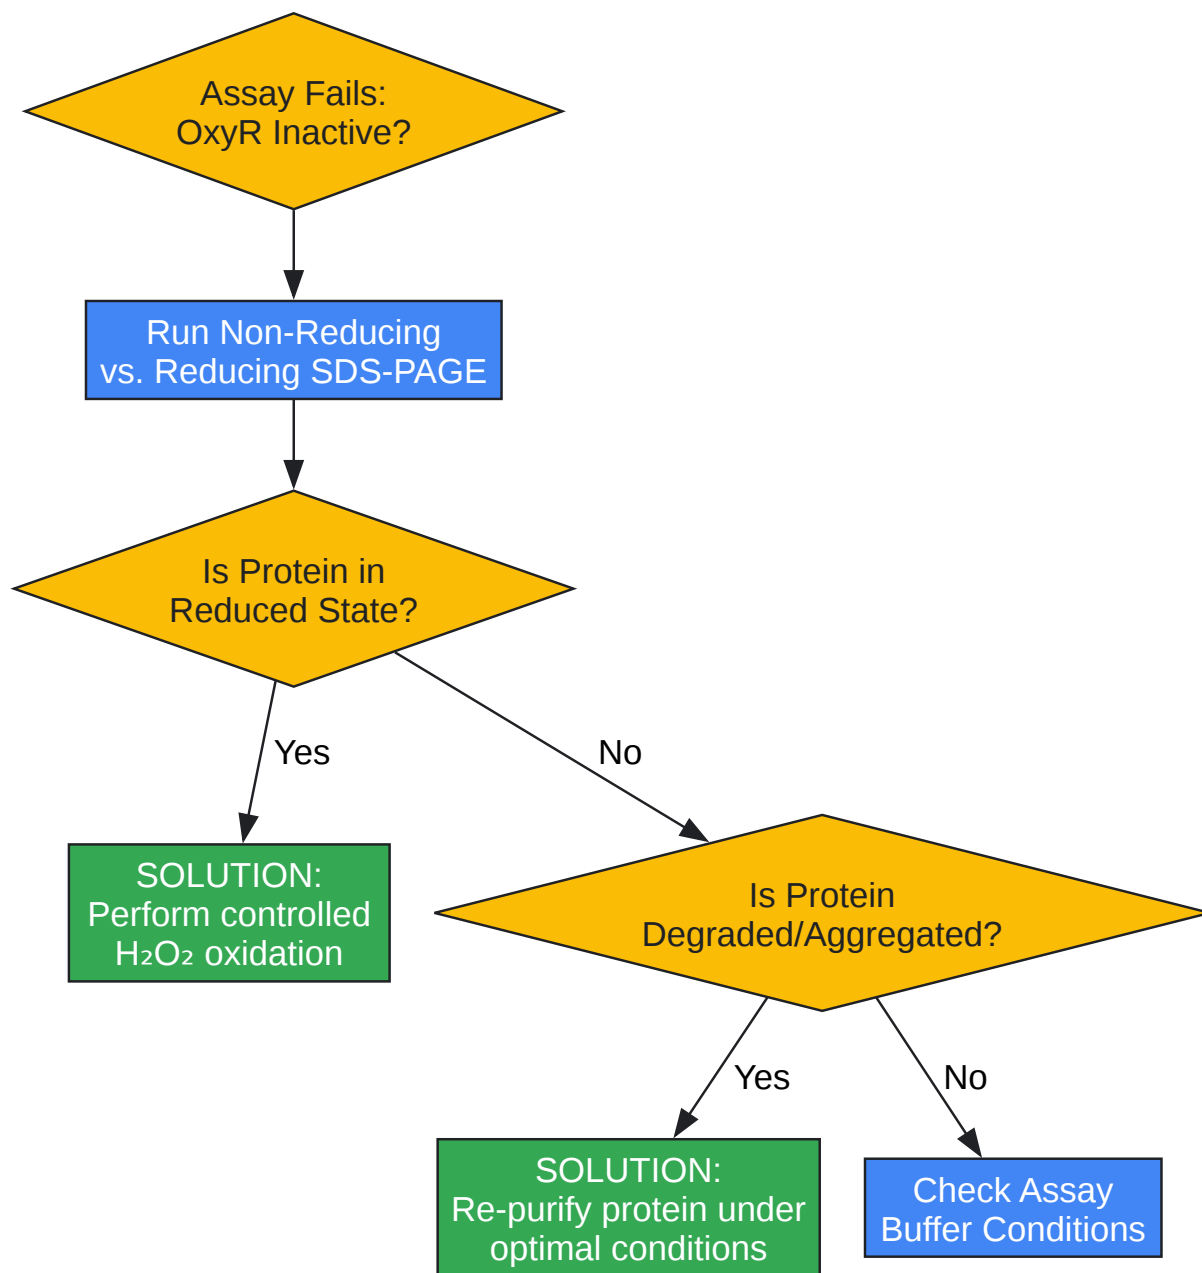 Assay Fails:
OxyR Inactive?
Run Non-Reducing
vs. Reducing SDS-PAGE
Is Protein in
Reduced State?
Yes
No
SOLUTION:
Perform controlled
H₂O₂ oxidation
Is Protein
Degraded/Aggregated?
Yes
No
SOLUTION:
Re-purify protein under
optimal conditions
Check Assay
Buffer Conditions